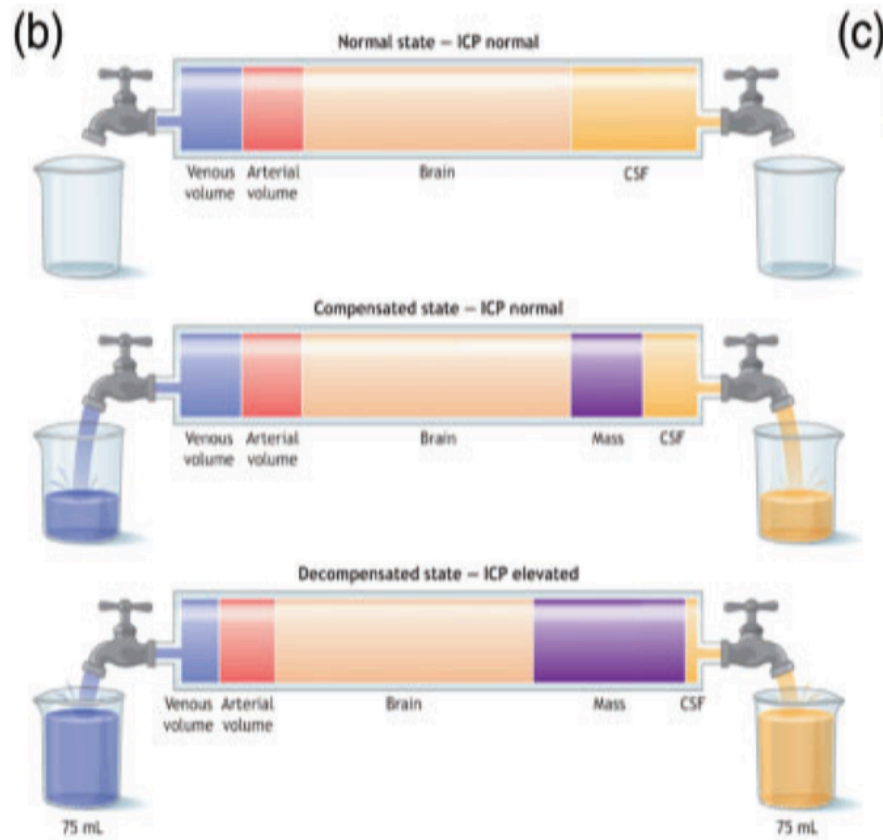 (b)
(c)
Normal state — ICP normal
Venous volume
Arterial volume
Brain
CSF
Compensated state — ICP normal
Venous volume
Arterial volume
Brain
Mass
CSF
Decompensated state — ICP elevated
Venous volume
Arterial volume
Brain
Mass
CSF
75 mL
75 mL